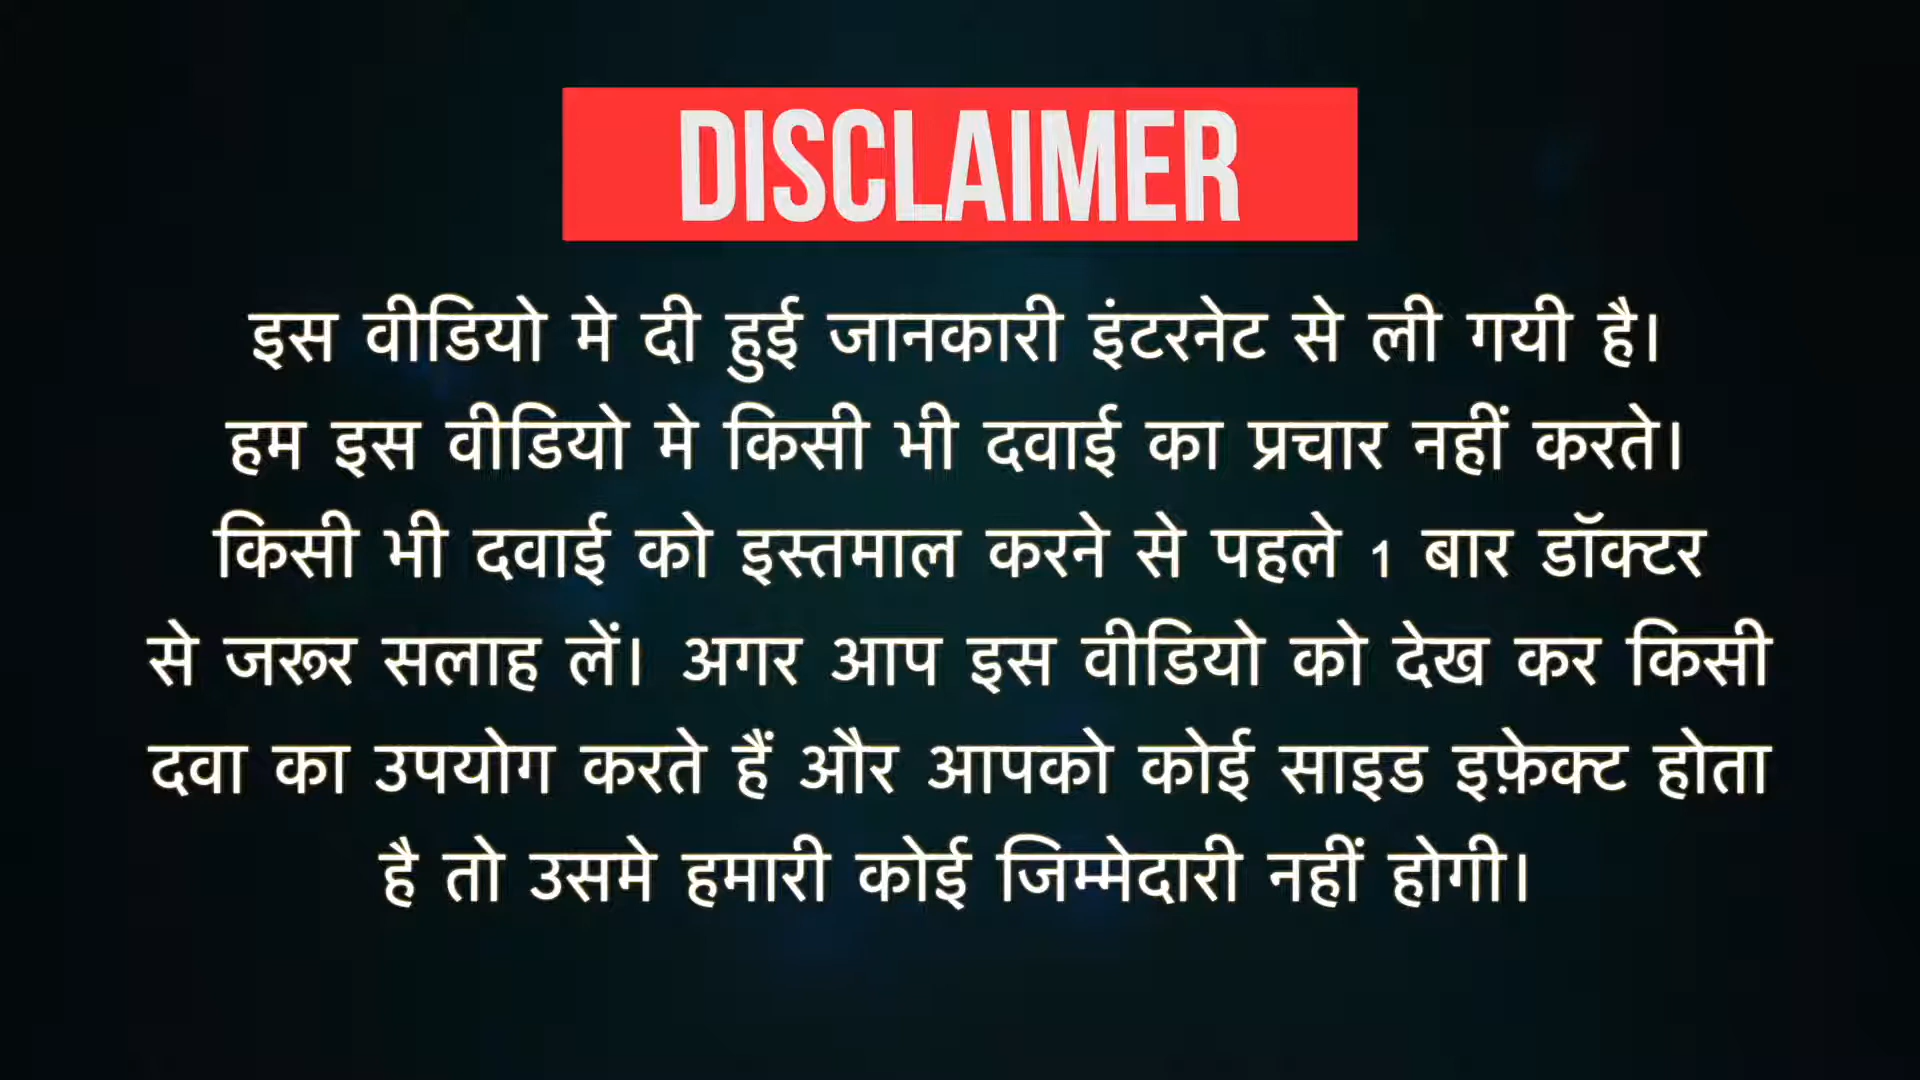 DISCLAIMER
इस वीडियो मे दी हुई जानकारी इंटरनेट से ली गयी है।
हम इस वीडियो मे किसी भी दवाई का प्रचार नहीं करते।
किसी भी दवाई को इस्तमाल करने से पहले 1 बार डॉक्टर
से जरूर सलाह लें। अगर आप इस वीडियो को देख कर किसी
दवा का उपयोग करते हैं और आपको कोई साइड इफ़ेक्ट होता
है तो उसमे हमारी कोई जिम्मेदारी नहीं होगी।